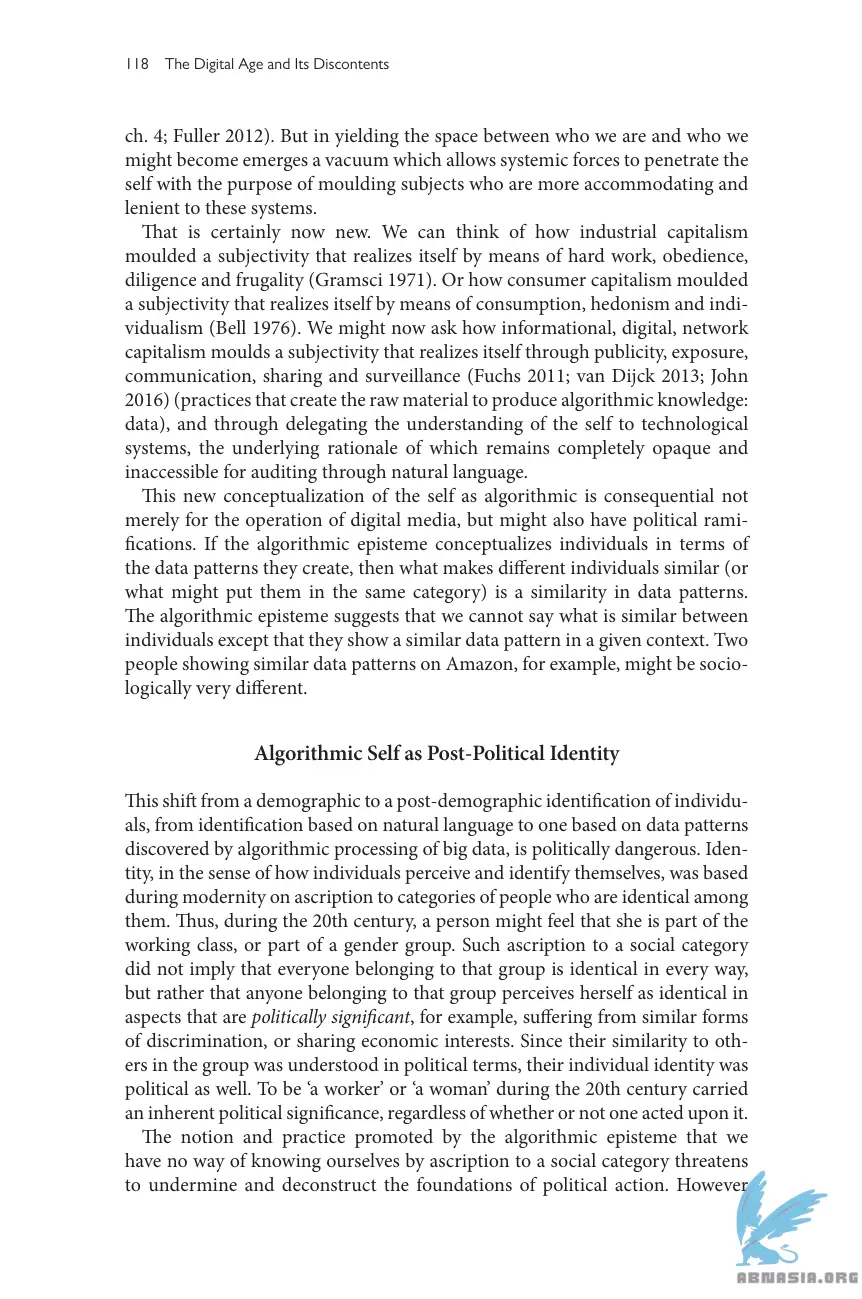 118 The Digital Age and Its Discontents
ch. 4; Fuller 2012). But in yielding the space between who we are and who we
might become emerges a vacuum which allows systemic forces to penetrate the
self with the purpose of moulding subjects who are more accommodating and
lenient to these systems.
That is certainly now new. We can think of how industrial capitalism
moulded a subjectivity that realizes itself by means of hard work, obedience,
diligence and frugality (Gramsci 1971). Or how consumer capitalism moulded
a subjectivity that realizes itself by means of consumption, hedonism and indi-
vidualism (Bell 1976). We might now ask how informational, digital, network
capitalism moulds a subjectivity that realizes itself through publicity, exposure,
communication, sharing and surveillance (Fuchs 2011; van Dijck 2013; John
2016) (practices that create the raw material to produce algorithmic knowledge:
data), and through delegating the understanding of the self to technological
systems, the underlying rationale of which remains completely opaque and
inaccessible for auditing through natural language.
This new conceptualization of the self as algorithmic is consequential not
merely for the operation of digital media, but might also have political rami-
fications. If the algorithmic episteme conceptualizes individuals in terms of
the data patterns they create, then what makes different individuals similar (or
what might put them in the same category) is a similarity in data patterns.
The algorithmic episteme suggests that we cannot say what is similar between
individuals except that they show a similar data pattern in a given context. Two
people showing similar data patterns on Amazon, for example, might be socio-
logically very different.
Algorithmic Self as Post-Political Identity
This shift from a demographic to a post-demographic identification of individu-
als, from identification based on natural language to one based on data patterns
discovered by algorithmic processing of big data, is politically dangerous. Iden-
tity, in the sense of how individuals perceive and identify themselves, was based
during modernity on ascription to categories of people who are identical among
them. Thus, during the 20th century, a person might feel that she is part of the
working class, or part of a gender group. Such ascription to a social category
did not imply that everyone belonging to that group is identical in every way,
but rather that anyone belonging to that group perceives herself as identical in
aspects that are politically significant, for example, suffering from similar forms
of discrimination, or sharing economic interests. Since their similarity to oth-
ers in the group was understood in political terms, their individual identity was
political as well. To be ‘a worker’ or ‘a woman’ during the 20th century carried
an inherent political significance, regardless of whether or not one acted upon it.
The notion and practice promoted by the algorithmic episteme that we
have no way of knowing ourselves by ascription to a social category threatens
to undermine and deconstruct the foundations of political action. However
ABNASIA.ORG